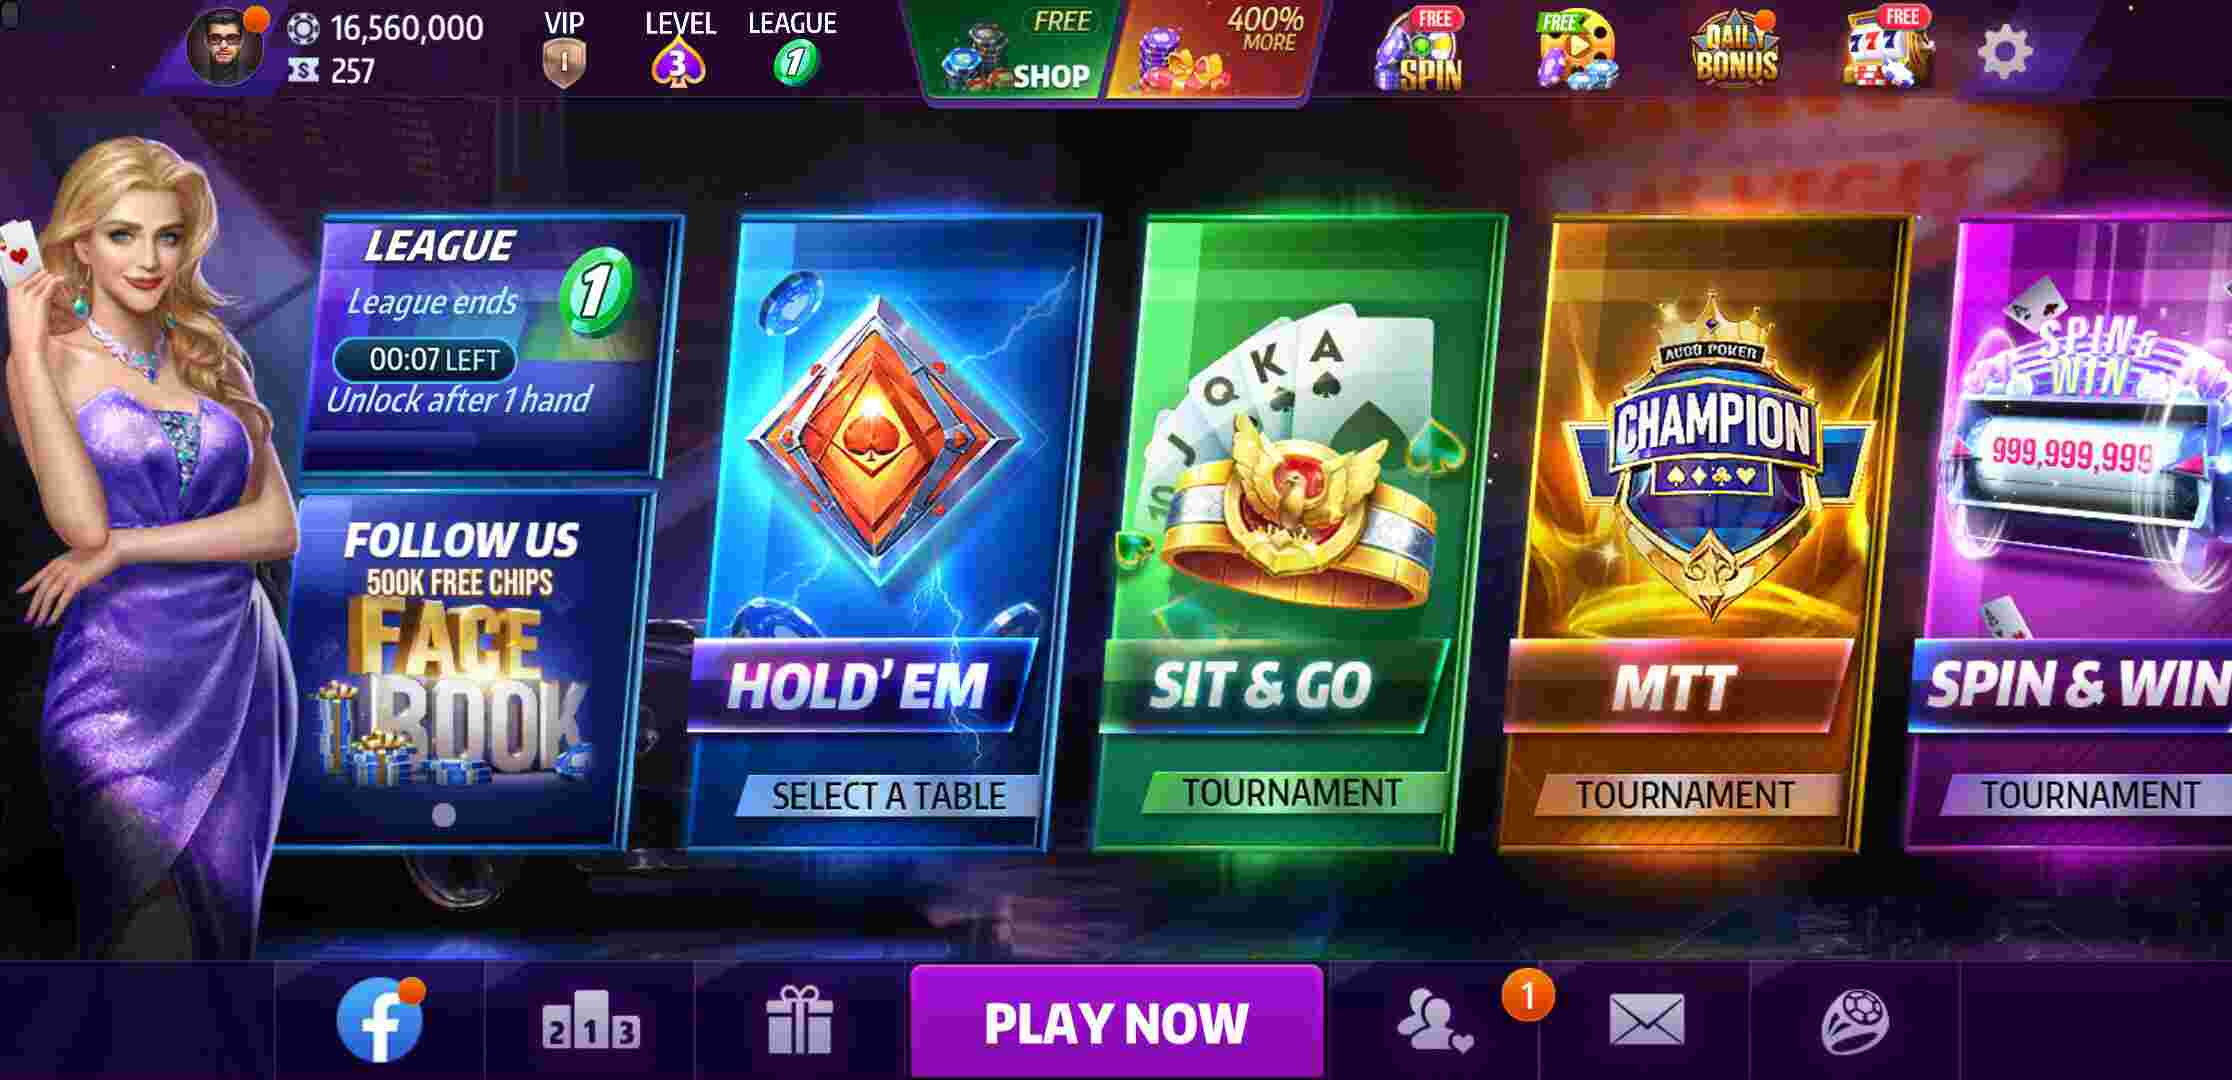 16,560,000
257
VIP
1
LEVEL
3
LEAGUE
1
FREE
SHOP
400%
MORE
FREE
SPIN
FREE
DAILY
BONUS
FREE
777
LEAGUE
1
League ends
00:07 LEFT
Unlock after 1 hand
FOLLOW US
500K FREE CHIPS
FACE
BOOK
HOLD'EM
SELECT A TABLE
10 J Q K A
SIT & GO
TOURNAMENT
POKER
CHAMPION
MTT
TOURNAMENT
SPIN &
WIN
999,999,999
SPIN & WIN
TOURNAMENT
f
2 1 3
PLAY NOW
1